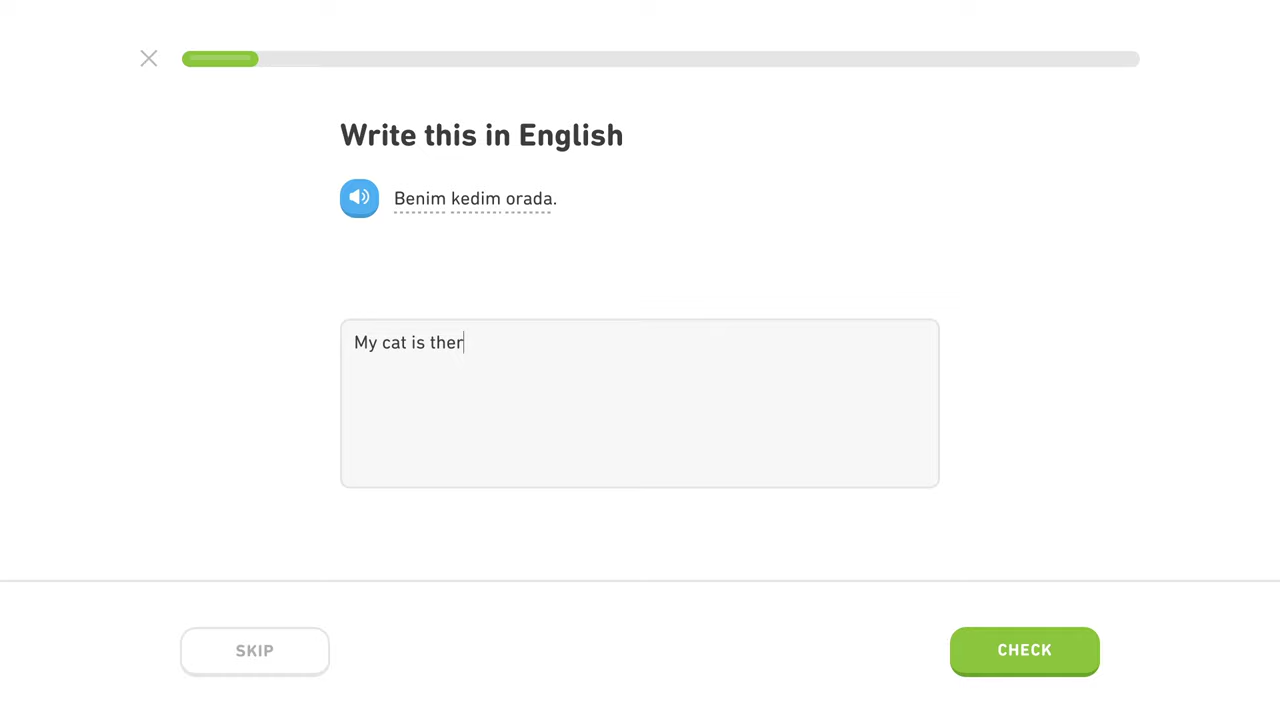 Write this in English
Benim kedim orada.
My cat is ther
SKIP
CHECK